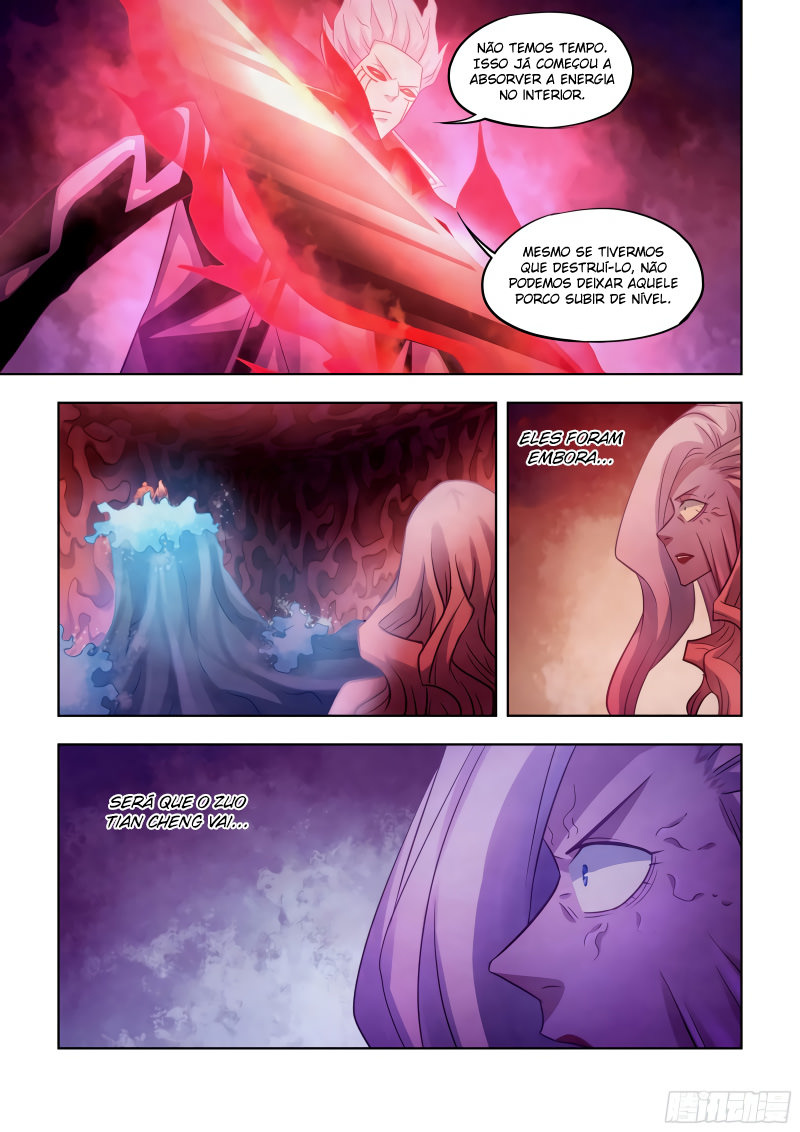 NÃO TEMOS TEMPO.
ISSO JÁ COMEÇOU A
ABSORVER A ENERGIA
NO INTERIOR.
MESMO SE TIVERMOS
QUE DESTRUÍ-LO, NÃO
PODEMOS DEIXAR AQUELE
PORCO SUBIR DE NÍVEL.
ELES FORAM
EMBORA...
SERÁ QUE O ZUO
TIAN CHENG VAI...
腾讯动漫